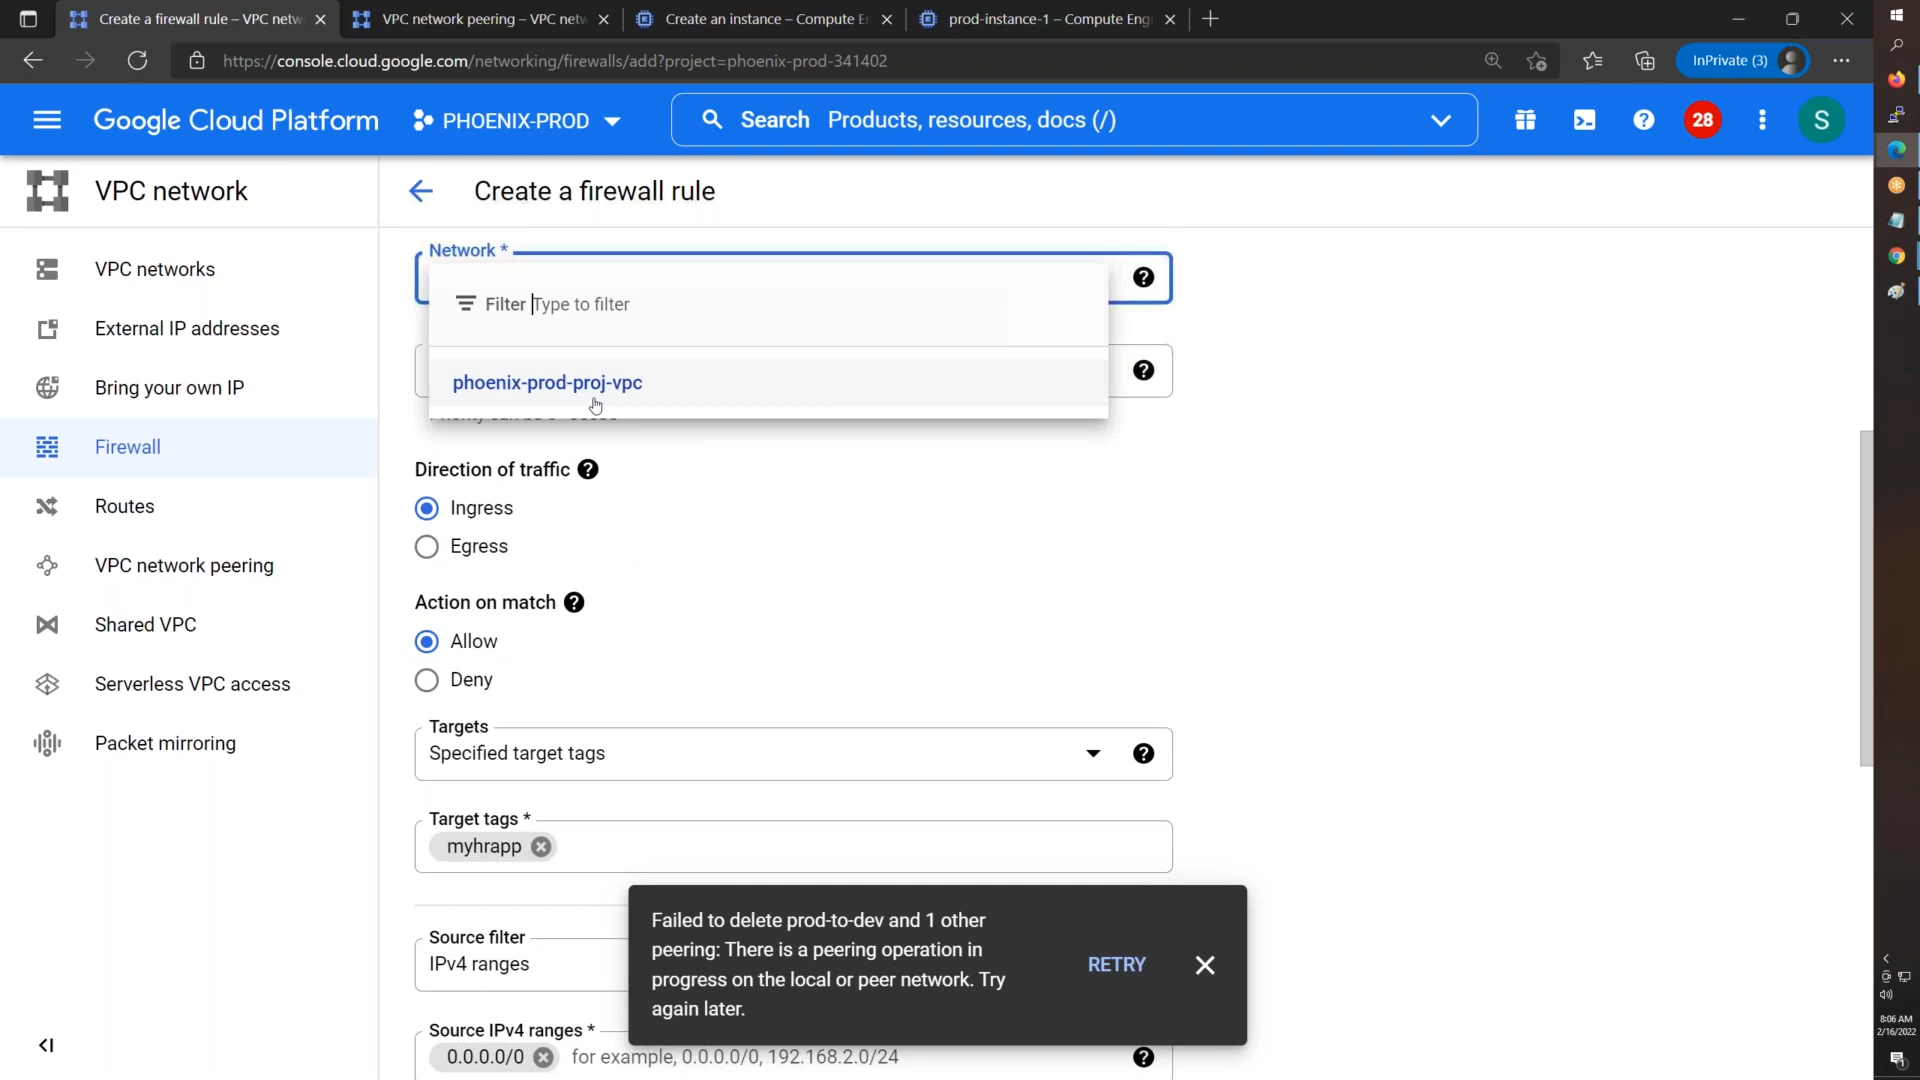 Create a firewall rule – VPC netw
VPC network peering – VPC netw
Create an instance – Compute E
prod-instance-1 – Compute Engi
https://console.cloud.google.com/networking/firewalls/add?project=phoenix-prod-341402
InPrivate (3)
Google Cloud Platform
PHOENIX-PROD
Search Products, resources, docs (/)
28
S
VPC network
Create a firewall rule
VPC networks
External IP addresses
Bring your own IP
Firewall
Routes
VPC network peering
Shared VPC
Serverless VPC access
Packet mirroring
Network *
Filter Type to filter
phoenix-prod-proj-vpc
Direction of traffic
Ingress
Egress
Action on match
Allow
Deny
Targets
Specified target tags
Target tags *
myhrapp
Source filter
IPv4 ranges
Source IPv4 ranges *
0.0.0.0/0 for example, 0.0.0.0/0, 192.168.2.0/24
Failed to delete prod-to-dev and 1 other
peering: There is a peering operation in
progress on the local or peer network. Try
again later.
RETRY
8:06 AM
2/16/2022